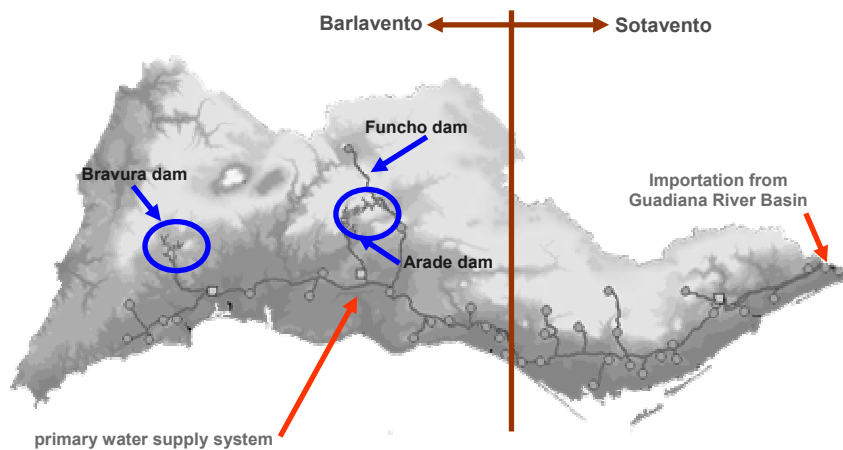 Barlavento
Sotavento
Funcho dam
Bravura dam
Importation from
Guadiana River Basin
Arade dam
primary water supply system